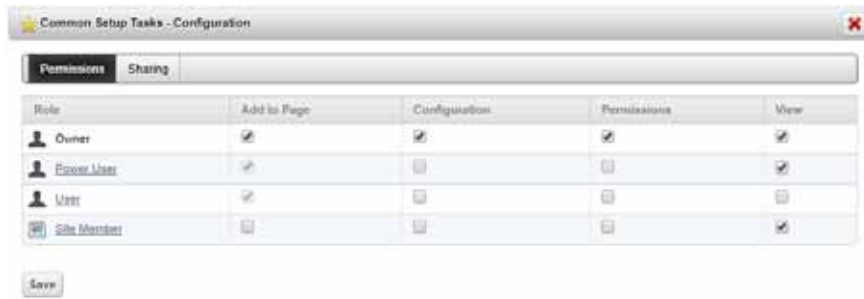 Common Setup Tasks - Configuration
Permissions Sharing
Role Add to Page Configuration Permissions View
Owner
Power User
User
Site Member
Save